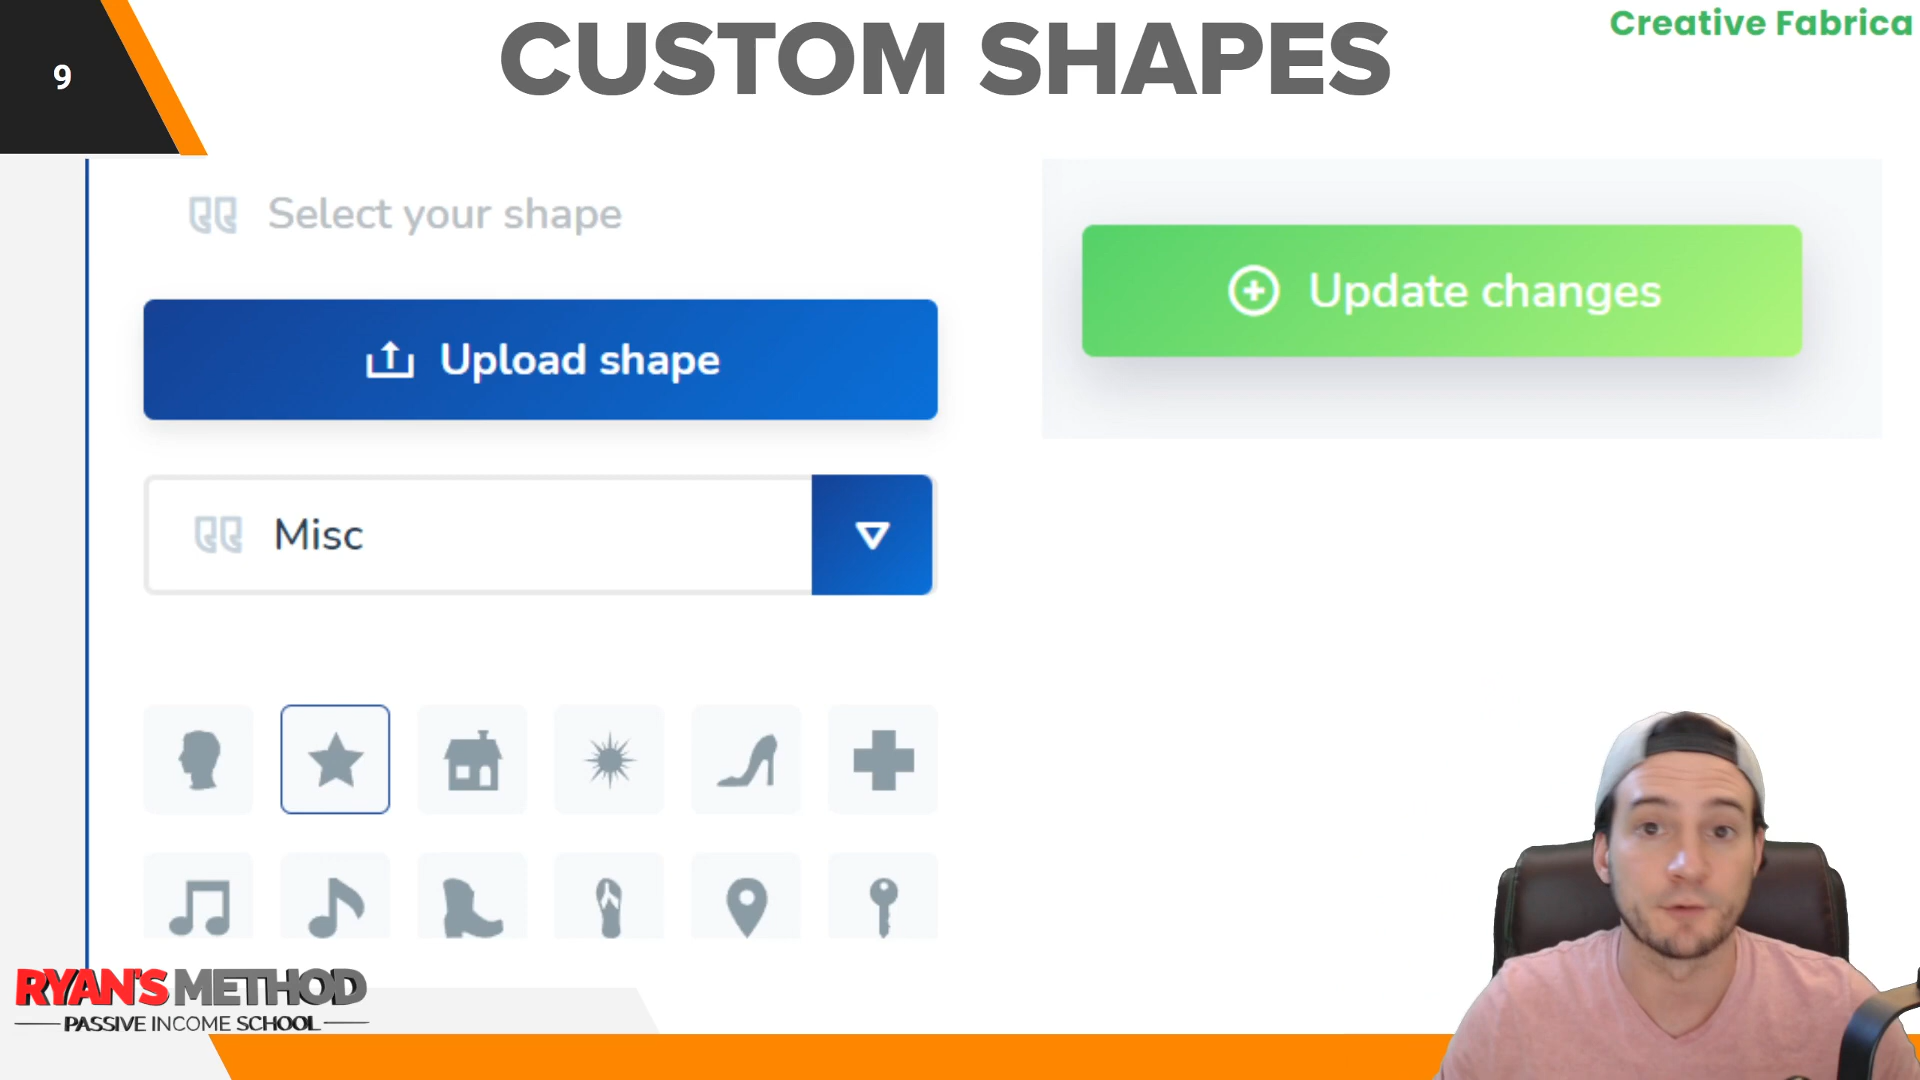 9
CUSTOM SHAPES
Creative Fabrica
Select your shape
Upload shape
Update changes
Misc
RYAN'S METHOD
PASSIVE INCOME SCHOOL